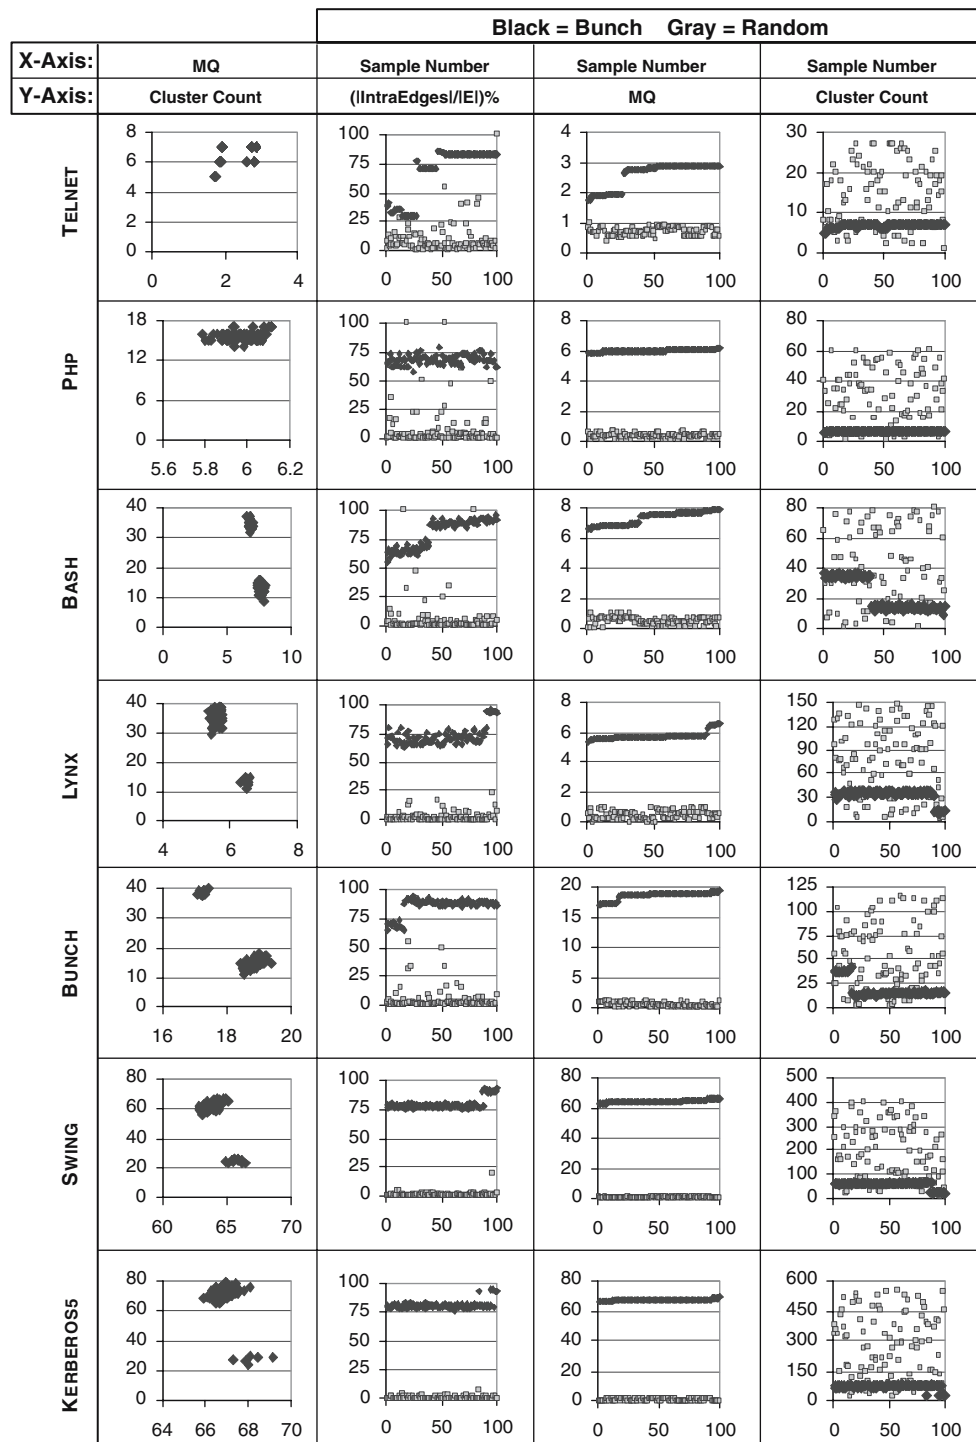 Black = Bunch Gray = Random
X-Axis: MQ Sample Number Sample Number Sample Number
Y-Axis: Cluster Count (|IntraEdges|/|E|)% MQ Cluster Count
TELNET
8 6 4 2 0
0 2 4
100 75 50 25 0
0 50 100
4 3 2 1 0
0 50 100
30 20 10 0
0 50 100
PHP
18 12 6 0
5.6 5.8 6 6.2
100 75 50 25 0
0 50 100
8 6 4 2 0
0 50 100
80 60 40 20 0
0 50 100
BASH
40 30 20 10 0
0 5 10
100 75 50 25 0
0 50 100
8 6 4 2 0
0 50 100
80 60 40 20 0
0 50 100
LYNX
40 30 20 10 0
4 6 8
100 75 50 25 0
0 50 100
8 6 4 2 0
0 50 100
150 120 90 60 30 0
0 50 100
BUNCH
40 30 20 10 0
16 18 20
100 75 50 25 0
0 50 100
20 15 10 5 0
0 50 100
125 100 75 50 25 0
0 50 100
SWING
80 60 40 20 0
60 65 70
100 75 50 25 0
0 50 100
80 60 40 20 0
0 50 100
500 400 300 200 100 0
0 50 100
KERBEROS5
80 60 40 20 0
64 66 68 70
100 75 50 25 0
0 50 100
80 60 40 20 0
0 50 100
600 450 300 150 0
0 50 100